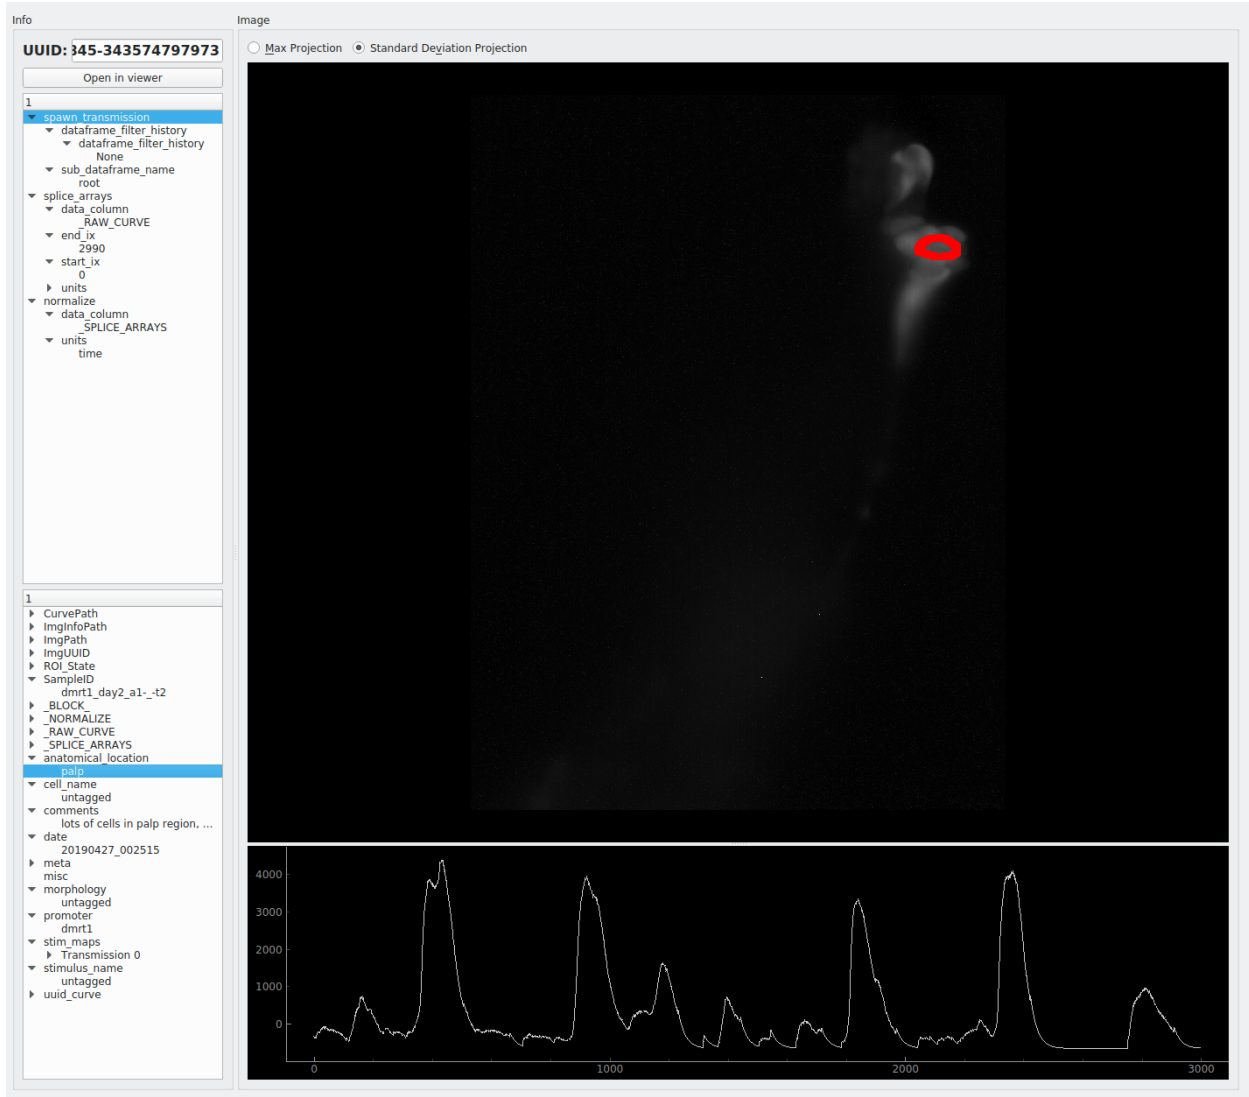 Info
UUID: 345-343574797973
Open in viewer
1
spawn_transmission
dataframe_filter_history
dataframe_filter_history
None
sub_dataframe_name
root
splice_arrays
data_column
_RAW_CURVE
end_ix
2990
start_ix
0
units
normalize
data_column
_SPLICE_ARRAYS
units
time
1
CurvePath
ImgInfoPath
ImgPath
ImgUUID
ROI_State
SampleID
dmrt1_day2_a1-_-t2
_BLOCK_
_NORMALIZE
_RAW_CURVE
_SPLICE_ARRAYS
anatomical_location
palp
cell_name
untagged
comments
lots of cells in palp region, ...
date
20190427_002515
meta
misc
morphology
untagged
promoter
dmrt1
stim_maps
Transmission 0
stimulus_name
untagged
uuid_curve
Image
Max Projection Standard Deviation Projection
4000
3000
2000
1000
0
0 1000 2000 3000